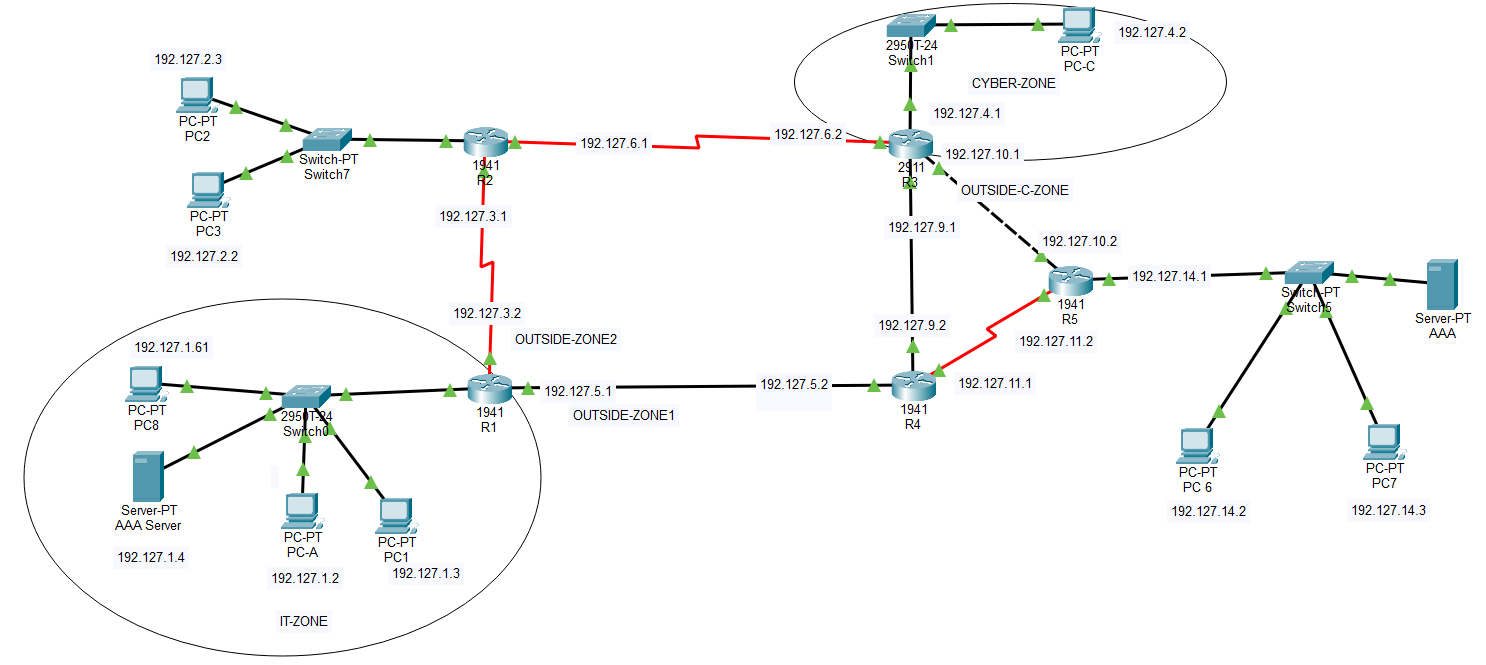 192.127.2.3
PC-PT
PC2
Switch-PT
Switch7
PC-PT
PC3
192.127.2.2
1941
R2
192.127.6.1
192.127.6.2
192.127.3.1
192.127.3.2
OUTSIDE-ZONE2
2950T-24
Switch1
PC-PT
PC-C
192.127.4.2
CYBER-ZONE
192.127.4.1
2911
R3
192.127.10.1
OUTSIDE-C-ZONE
192.127.9.1
192.127.10.2
1941
R5
192.127.14.1
Switch-PT
Switch5
Server-PT
AAA
192.127.9.2
192.127.11.2
192.127.11.1
192.127.1.61
PC-PT
PC8
2950T-24
Switch0
1941
R1
192.127.5.1
OUTSIDE-ZONE1
192.127.5.2
1941
R4
Server-PT
AAA Server
192.127.1.4
PC-PT
PC-A
192.127.1.2
PC-PT
PC1
192.127.1.3
IT-ZONE
PC-PT
PC 6
192.127.14.2
PC-PT
PC7
192.127.14.3